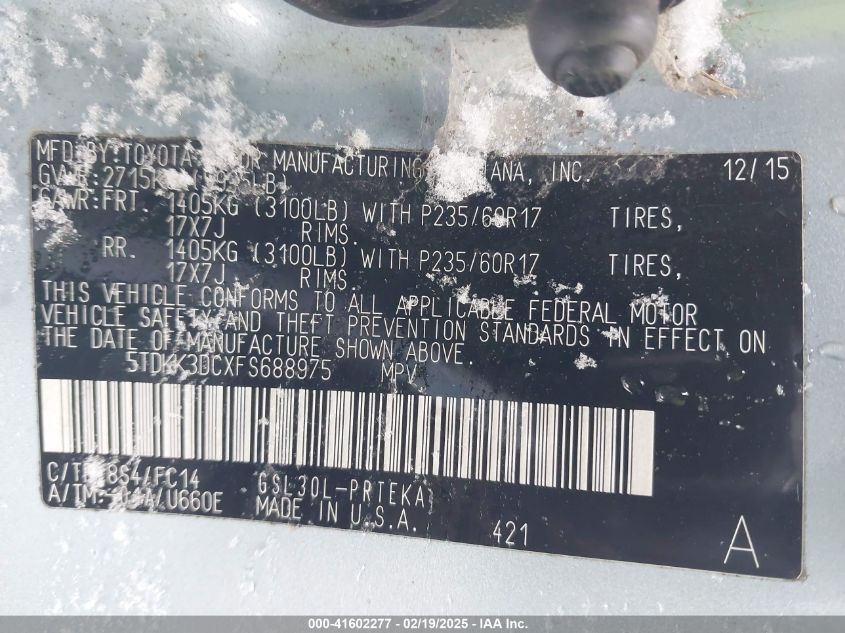 MFD. BY: TOYOTA MANUFACTURING INC. 12/15
GVWR: (LB)
GAWR: FRT. 1405KG (3100LB) WITH P235/60R17 TIRES,
17X7J RIMS.
RR. 1405KG (3100LB) WITH P235/60R17 TIRES,
17X7J RIMS.
THIS VEHICLE CONFORMS TO ALL APPLICABLE FEDERAL MOTOR
VEHICLE SAFETY AND THEFT PREVENTION STANDARDS IN EFFECT ON
THE DATE OF MANUFACTURE SHOWN ABOVE.
5TDKK3DCXFS688975 MPV
8S4/FC14 GSL30L-PRTEKA
A/TM: /U660E MADE IN U.S.A.
421
A
000-41602277 - 02/19/2025 - IAA Inc.